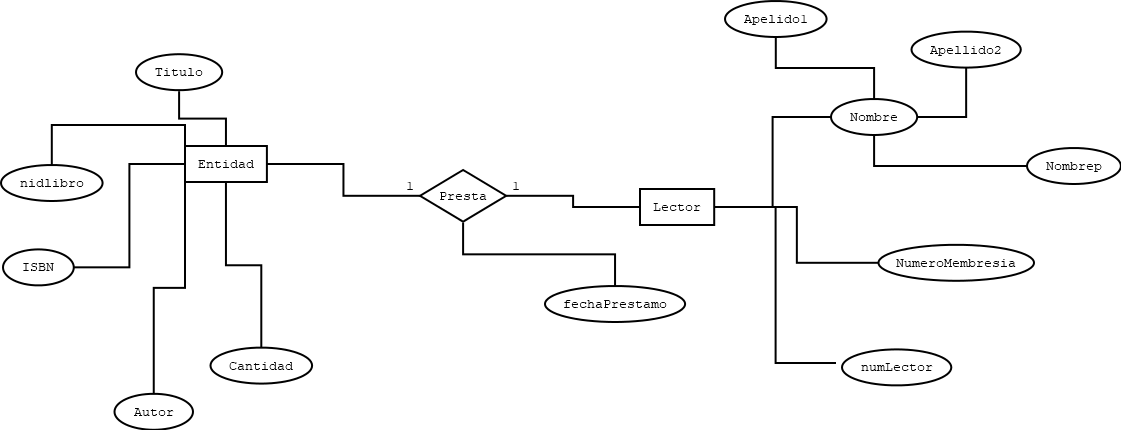 Apelido1
Apellido2
Titulo
Nombre
Entidad
Nombrep
nidlibro
1
Presta
1
Lector
ISBN
NumeroMembresia
fechaPrestamo
Cantidad
numLector
Autor